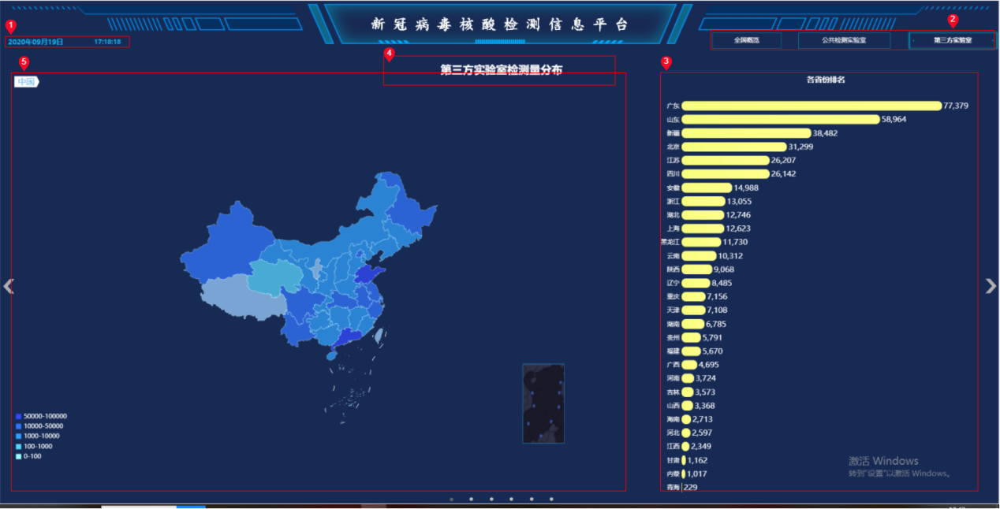 新冠病毒核酸检测信息平台
1
2020年09月19日 17:18:18
2
全国概览 公共检测实验室 第三方实验室
4
第三方实验室检测量分布
5
中国
3
各省份排名
广东 77,379
山东 58,964
新疆 38,482
北京 31,299
江苏 26,207
四川 26,142
安徽 14,988
浙江 13,055
湖北 12,746
上海 12,623
黑龙江 11,730
云南 10,312
陕西 9,068
辽宁 8,485
重庆 7,156
天津 7,108
湖南 6,785
贵州 5,791
福建 5,670
广西 4,695
河南 3,724
吉林 3,573
山西 3,368
海南 2,713
河北 2,597
江西 2,349
甘肃 1,162
内蒙 1,017
青海 229
50000-100000
10000-50000
1000-10000
100-1000
0-100
激活 Windows
转到"设置"以激活 Windows。